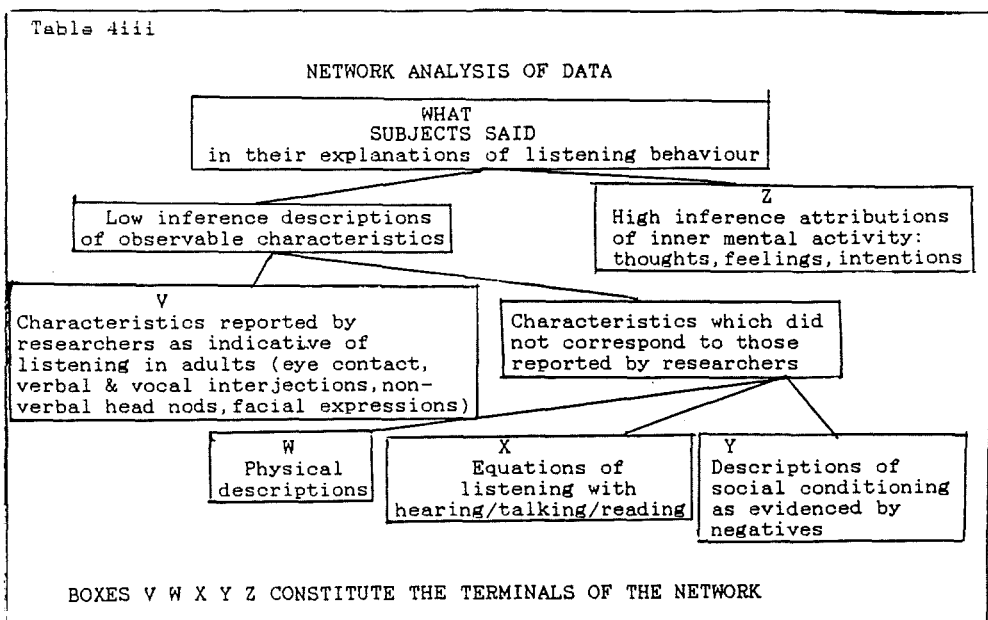 Table 4iii
NETWORK ANALYSIS OF DATA
WHAT
SUBJECTS SAID
in their explanations of listening behaviour
Low inference descriptions
of observable characteristics
Z
High inference attributions
of inner mental activity:
thoughts,feelings,intentions
V
Characteristics reported by
researchers as indicative of
listening in adults (eye contact,
verbal & vocal interjections,non-
verbal head nods,facial expressions)
Characteristics which did
not correspond to those
reported by researchers
W
Physical
descriptions
X
Equations of
listening with
hearing/talking/reading
Y
Descriptions of
social conditioning
as evidenced by
negatives
BOXES V W X Y Z CONSTITUTE THE TERMINALS OF THE NETWORK